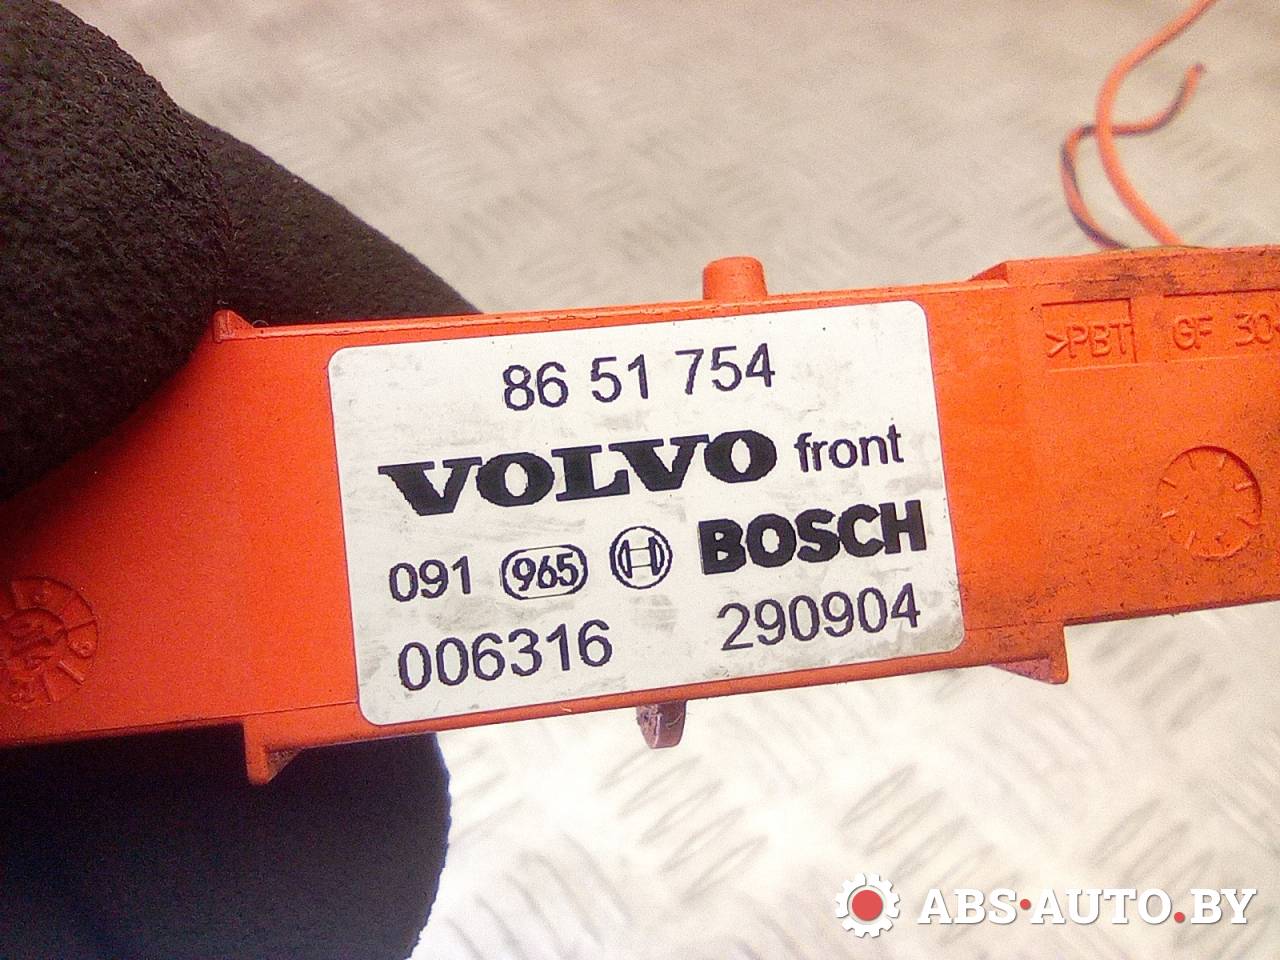 86 51 754
VOLVO front
091 965 BOSCH
006316 290904
>PBT GF 30
ABS·AUTO.BY